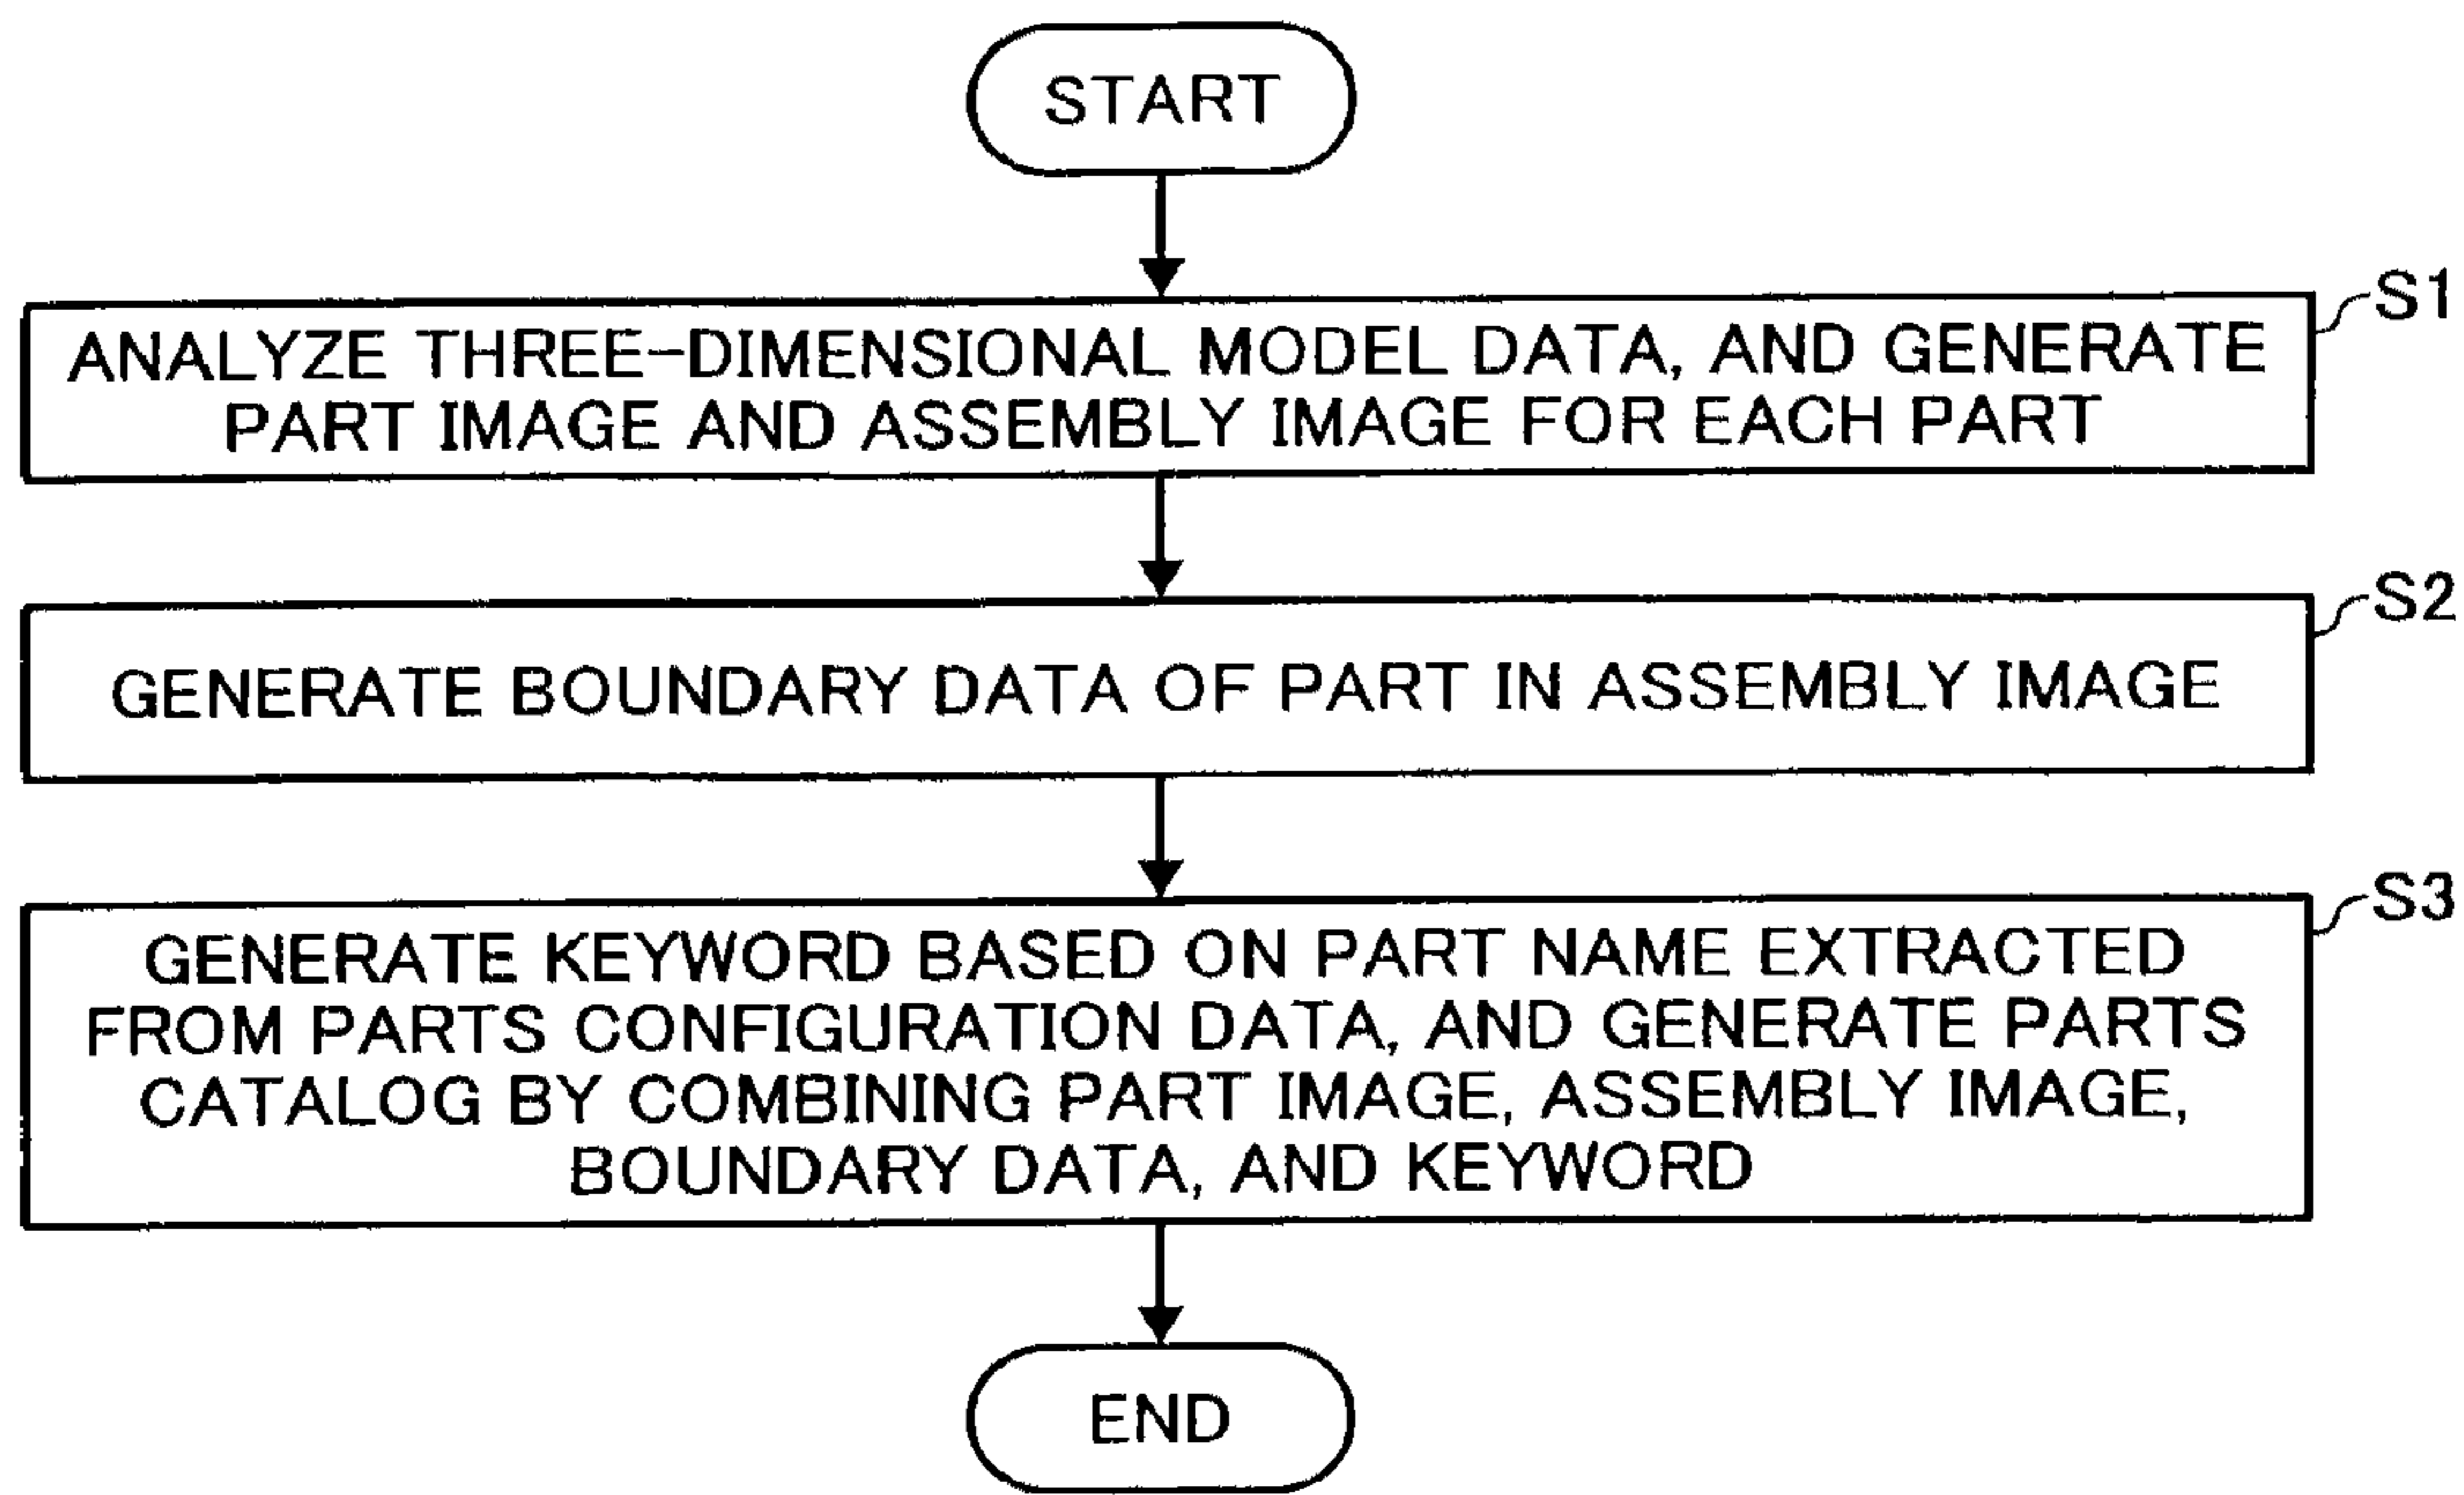 START
S1
ANALYZE THREE-DIMENSIONAL MODEL DATA, AND GENERATE
PART IMAGE AND ASSEMBLY IMAGE FOR EACH PART
S2
GENERATE BOUNDARY DATA OF PART IN ASSEMBLY IMAGE
S3
GENERATE KEYWORD BASED ON PART NAME EXTRACTED
FROM PARTS CONFIGURATION DATA, AND GENERATE PARTS
CATALOG BY COMBINING PART IMAGE, ASSEMBLY IMAGE,
BOUNDARY DATA, AND KEYWORD
END